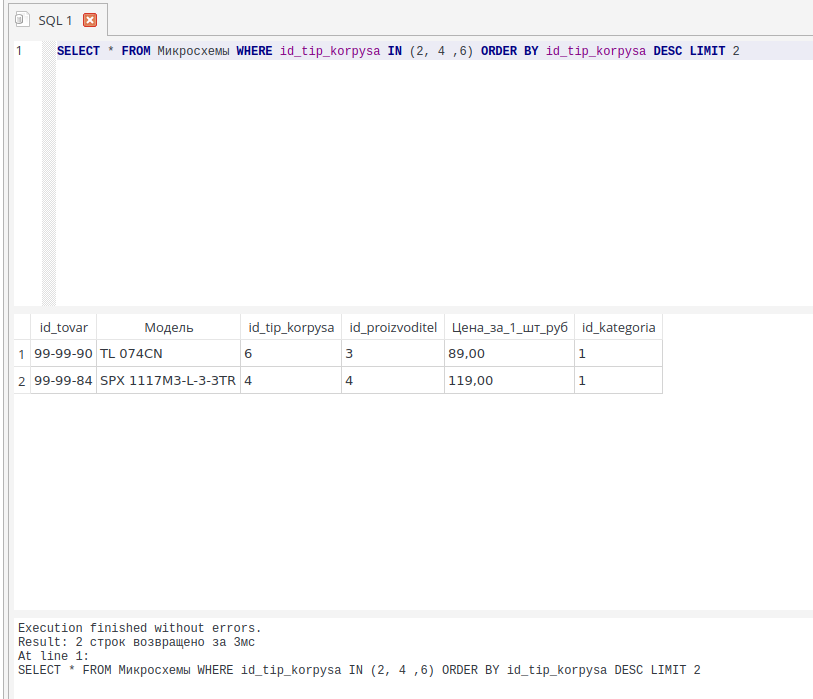 SQL 1
1 SELECT * FROM Микросхемы WHERE id_tip_korpysa IN (2, 4 ,6) ORDER BY id_tip_korpysa DESC LIMIT 2
id_tovar Модель id_tip_korpysa id_proizvoditel Цена_за_1_шт_руб id_kategoria
1 99-99-90 TL 074CN 6 3 89,00 1
2 99-99-84 SPX 1117M3-L-3-3TR 4 4 119,00 1
Execution finished without errors.
Result: 2 строк возвращено за 3мс
At line 1:
SELECT * FROM Микросхемы WHERE id_tip_korpysa IN (2, 4 ,6) ORDER BY id_tip_korpysa DESC LIMIT 2